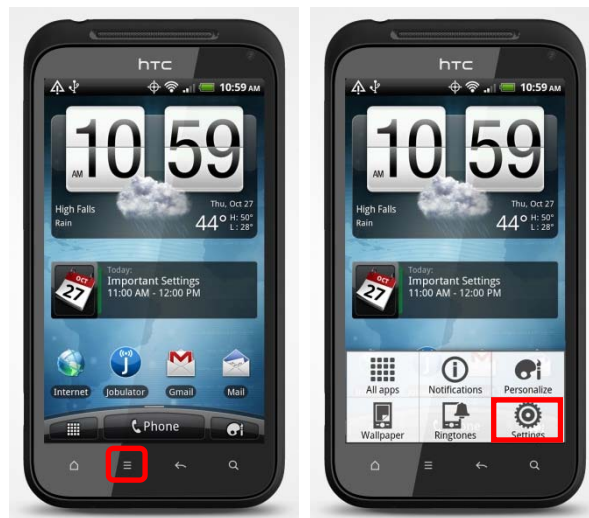 hTC
10:59 AM
10 59
AM
High Falls
Rain
Thu, Oct 27
44° H: 50°
L: 28°
OCT
27
Today:
Important Settings
11:00 AM - 12:00 PM
J
M
Internet Jobulator Gmail Mail
Phone
hTC
10:59 AM
10 59
AM
High Falls
Rain
Thu, Oct 27
44° H: 50°
L: 28°
OCT
27
Today:
Important Settings
11:00 AM - 12:00 PM
All apps Notifications Personalize
Phone
Wallpaper Ringtones Settings